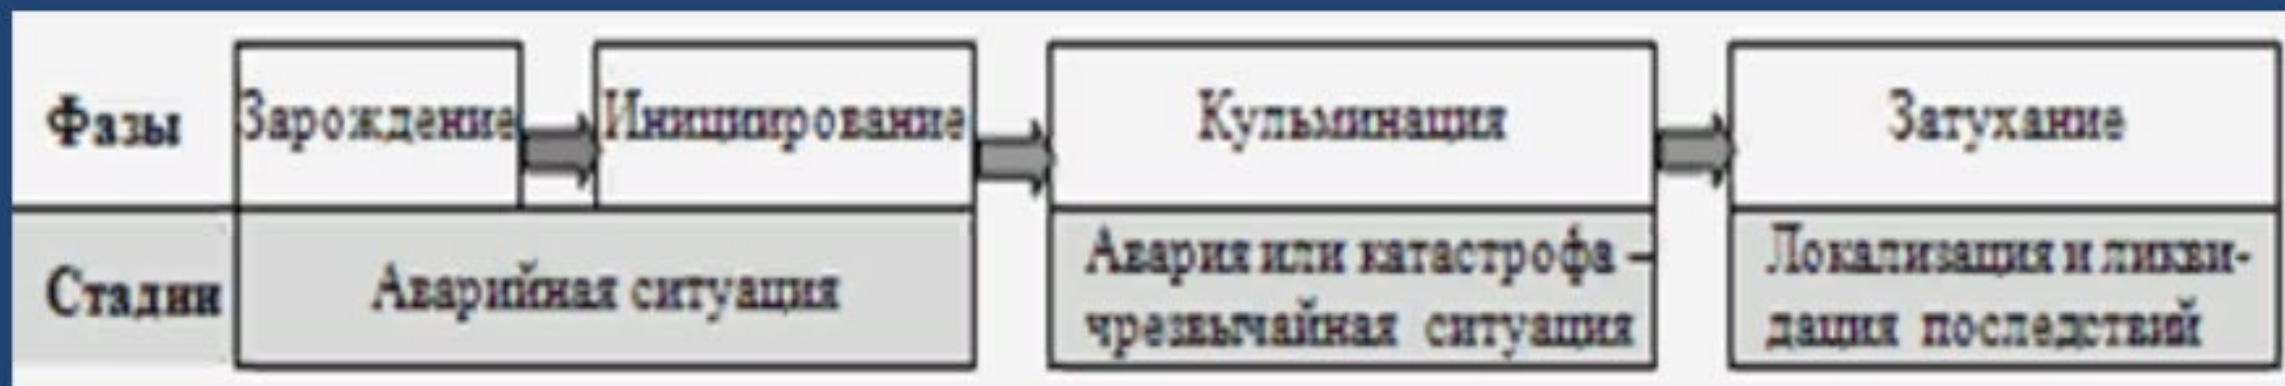 Фазы Зарождение Инициирование Кульминация Затухание
Стадии Аварийная ситуация
Авария или катастрофа –
чрезвычайная ситуация
Локализация и ликви-
дация последствий